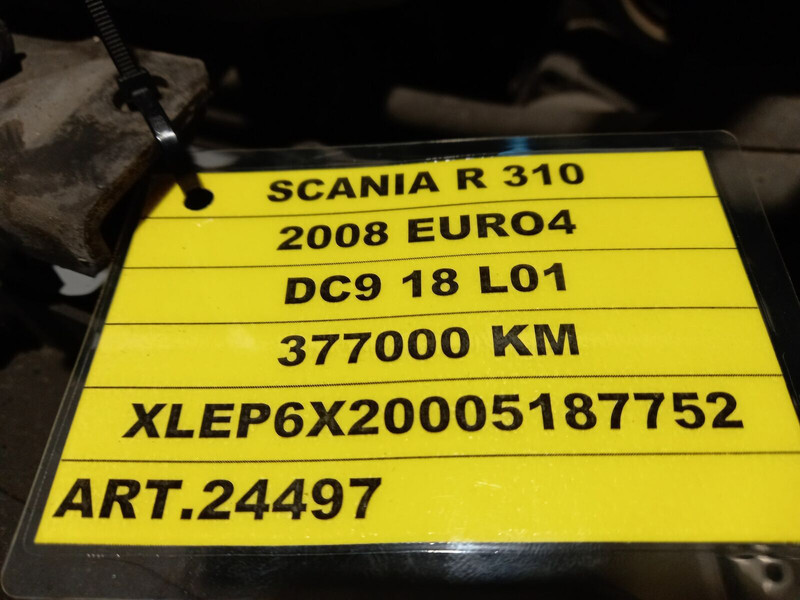 SCANIA R 310
2008 EURO4
DC9 18 L01
377000 KM
XLEP6X20005187752
ART.24497